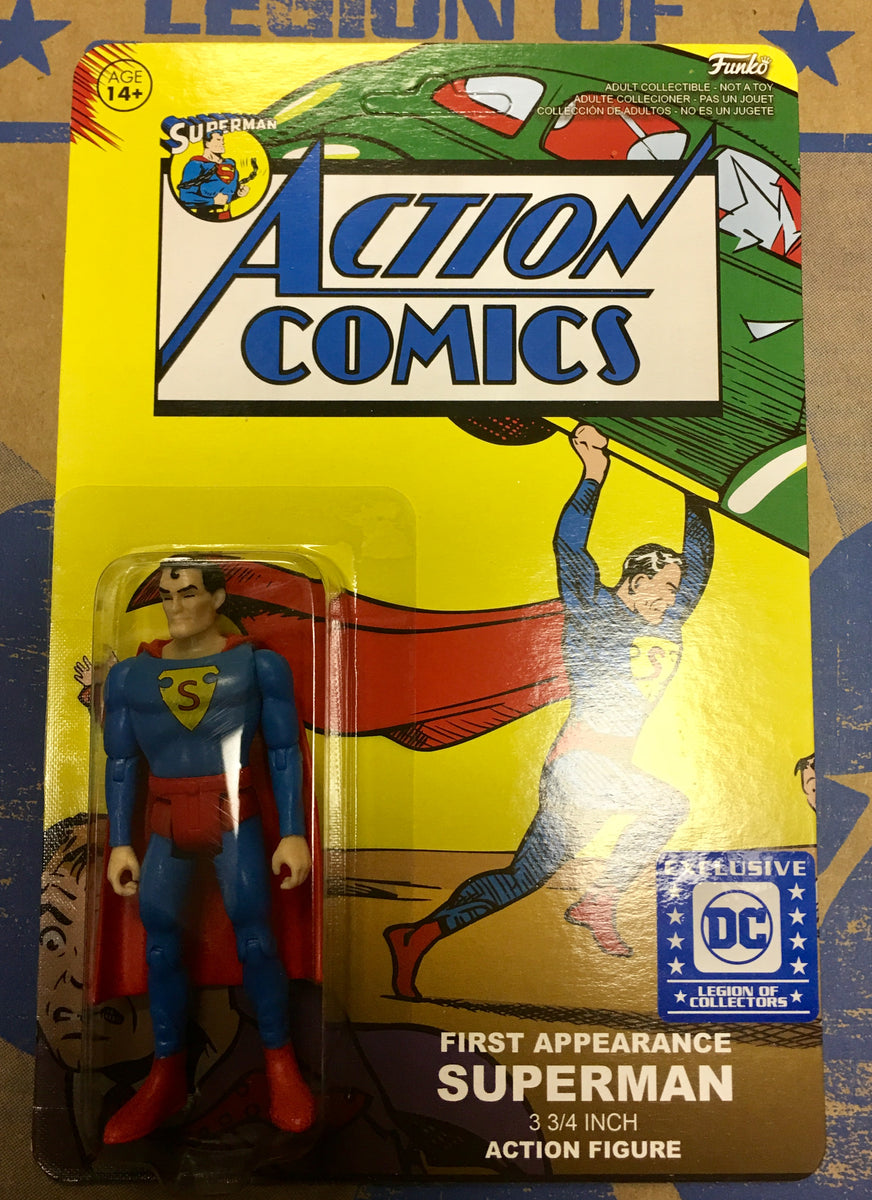 LEGION OF
AGE
14+
Funko
ADULT COLLECTIBLE - NOT A TOY
ADULTE COLLECIONER - PAS UN JOUET
COLLECCIÓN DE ADULTOS - NO ES UN JUGETE
SUPERMAN
ACTION
COMICS
S
S
EXCLUSIVE
DC
LEGION OF
COLLECTORS
FIRST APPEARANCE
SUPERMAN
3 3/4 INCH
ACTION FIGURE